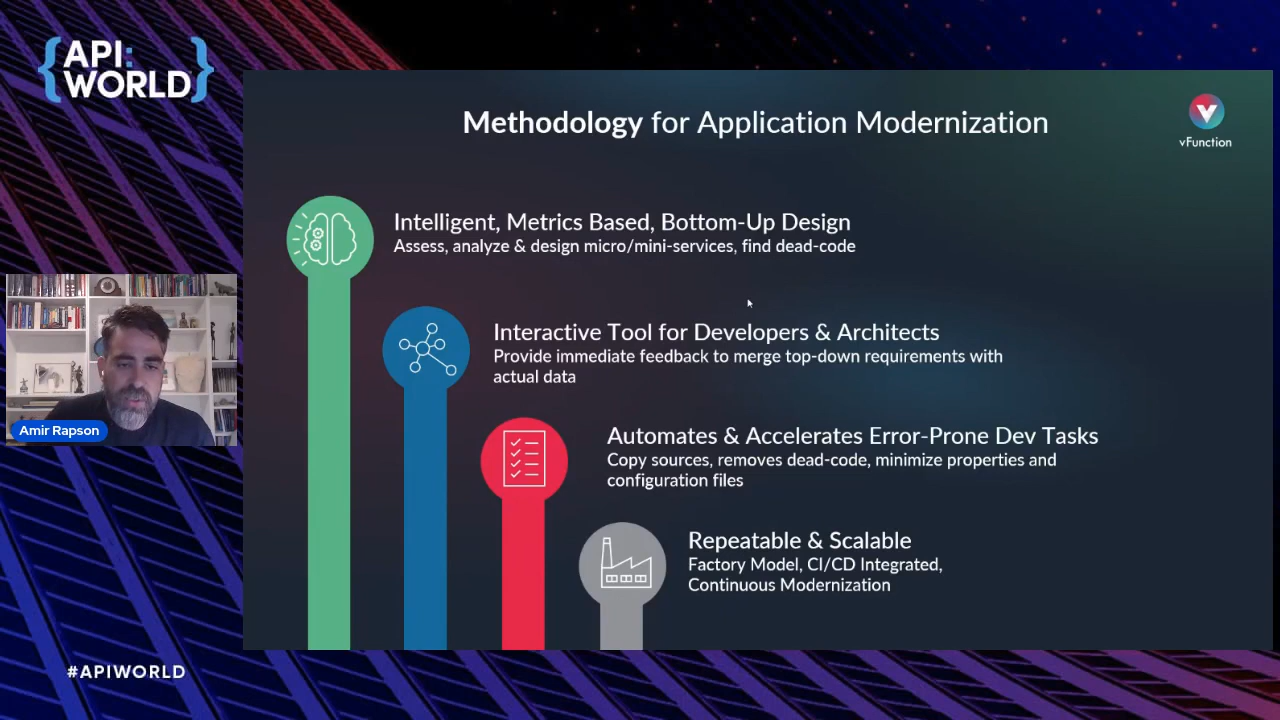 {API:
WORLD}
Methodology for Application Modernization
vFunction
Intelligent, Metrics Based, Bottom-Up Design
Assess, analyze & design micro/mini-services, find dead-code
Interactive Tool for Developers & Architects
Provide immediate feedback to merge top-down requirements with
actual data
Automates & Accelerates Error-Prone Dev Tasks
Copy sources, removes dead-code, minimize properties and
configuration files
Repeatable & Scalable
Factory Model, CI/CD Integrated,
Continuous Modernization
Amir Rapson
#APIWORLD